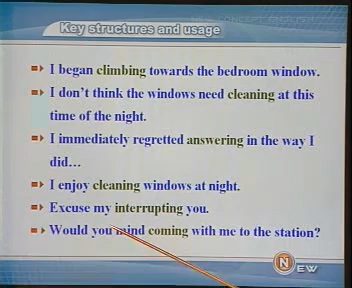 Key structures and usage
I began climbing towards the bedroom window.
I don't think the windows need cleaning at this
time of the night.
I immediately regretted answering in the way I
did...
I enjoy cleaning windows at night.
Excuse my interrupting you.
Would you mind coming with me to the station?
NEW